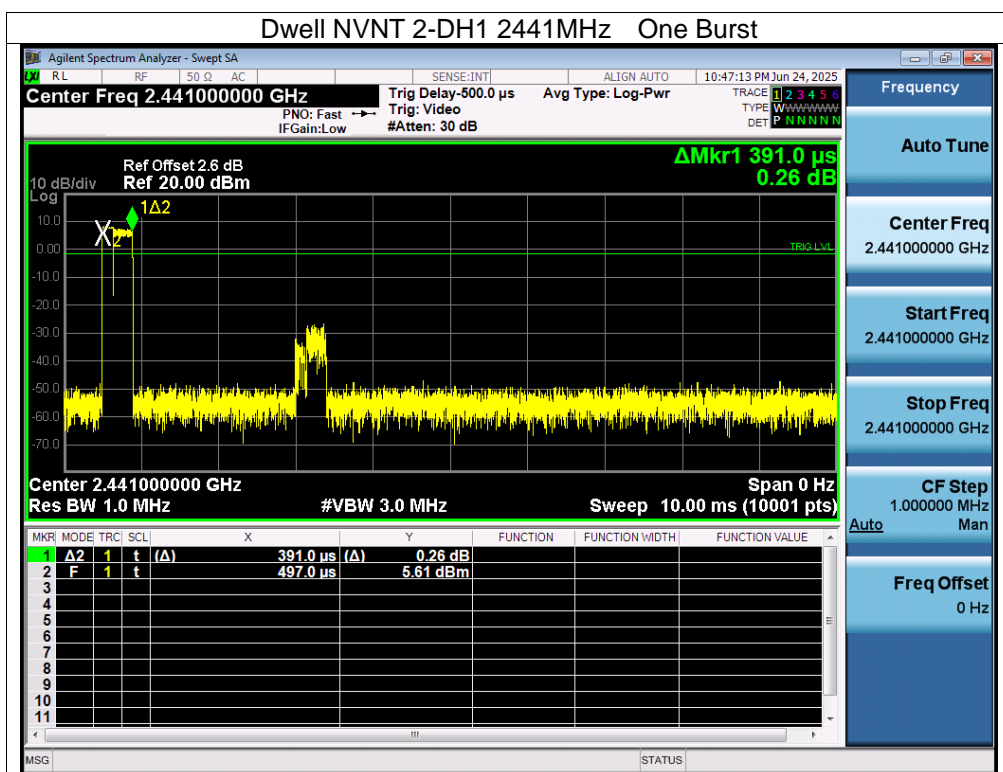 Dwell NVNT 2-DH1 2441MHz One Burst
Agilent Spectrum Analyzer - Swept SA
LXI RL RF 50 Ω AC SENSE:INT ALIGN AUTO 10:47:13 PM Jun 24, 2025
Center Freq 2.441000000 GHz
PNO: Fast
IFGain:Low
Trig Delay-500.0 µs
Trig: Video
#Atten: 30 dB
Avg Type: Log-Pwr
TRACE 1 2 3 4 5 6
TYPE WWWWWW
DET P N N N N N
ΔMkr1 391.0 µs
0.26 dB
Ref Offset 2.6 dB
10 dB/div Ref 20.00 dBm
Log
10.0
0.00
-10.0
-20.0
-30.0
-40.0
-50.0
-60.0
-70.0
1Δ2
X2
TRIG LVL
Center 2.441000000 GHz Span 0 Hz
Res BW 1.0 MHz #VBW 3.0 MHz Sweep 10.00 ms (10001 pts)
MKR MODE TRC SCL X Y FUNCTION FUNCTION WIDTH FUNCTION VALUE
1 Δ2 1 t (Δ) 391.0 µs (Δ) 0.26 dB
2 F 1 t 497.0 µs 5.61 dBm
3
4
5
6
7
8
9
10
11
MSG STATUS
Frequency
Auto Tune
Center Freq
2.441000000 GHz
Start Freq
2.441000000 GHz
Stop Freq
2.441000000 GHz
CF Step
1.000000 MHz
Auto Man
Freq Offset
0 Hz